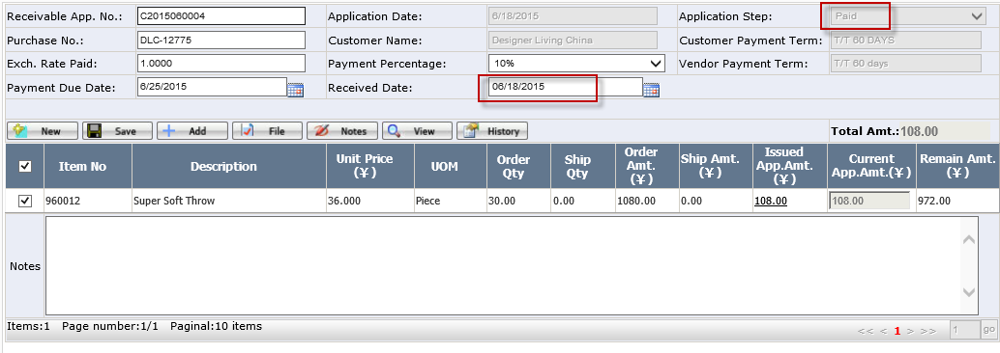 Receivable App. No.: C2015060004 Application Date: 6/18/2015 Application Step: Paid
Purchase No.: DLC-12775 Customer Name: Designer Living China Customer Payment Term: T/T 60 DAYS
Exch. Rate Paid: 1.0000 Payment Percentage: 10% Vendor Payment Term: T/T 60 days
Payment Due Date: 6/25/2015 Received Date: 06/18/2015
New Save Add File Notes View History Total Amt.:108.00
Item No Description Unit Price (¥) UOM Order Qty Ship Qty Order Amt. (¥) Ship Amt. (¥) Issued App.Amt. (¥) Current App.Amt.(¥) Remain Amt. (¥)
960012 Super Soft Throw 36.000 Piece 30.00 0.00 1080.00 0.00 108.00 108.00 972.00
Notes
Items:1 Page number:1/1 Paginal:10 items << < 1 > >> 1 go